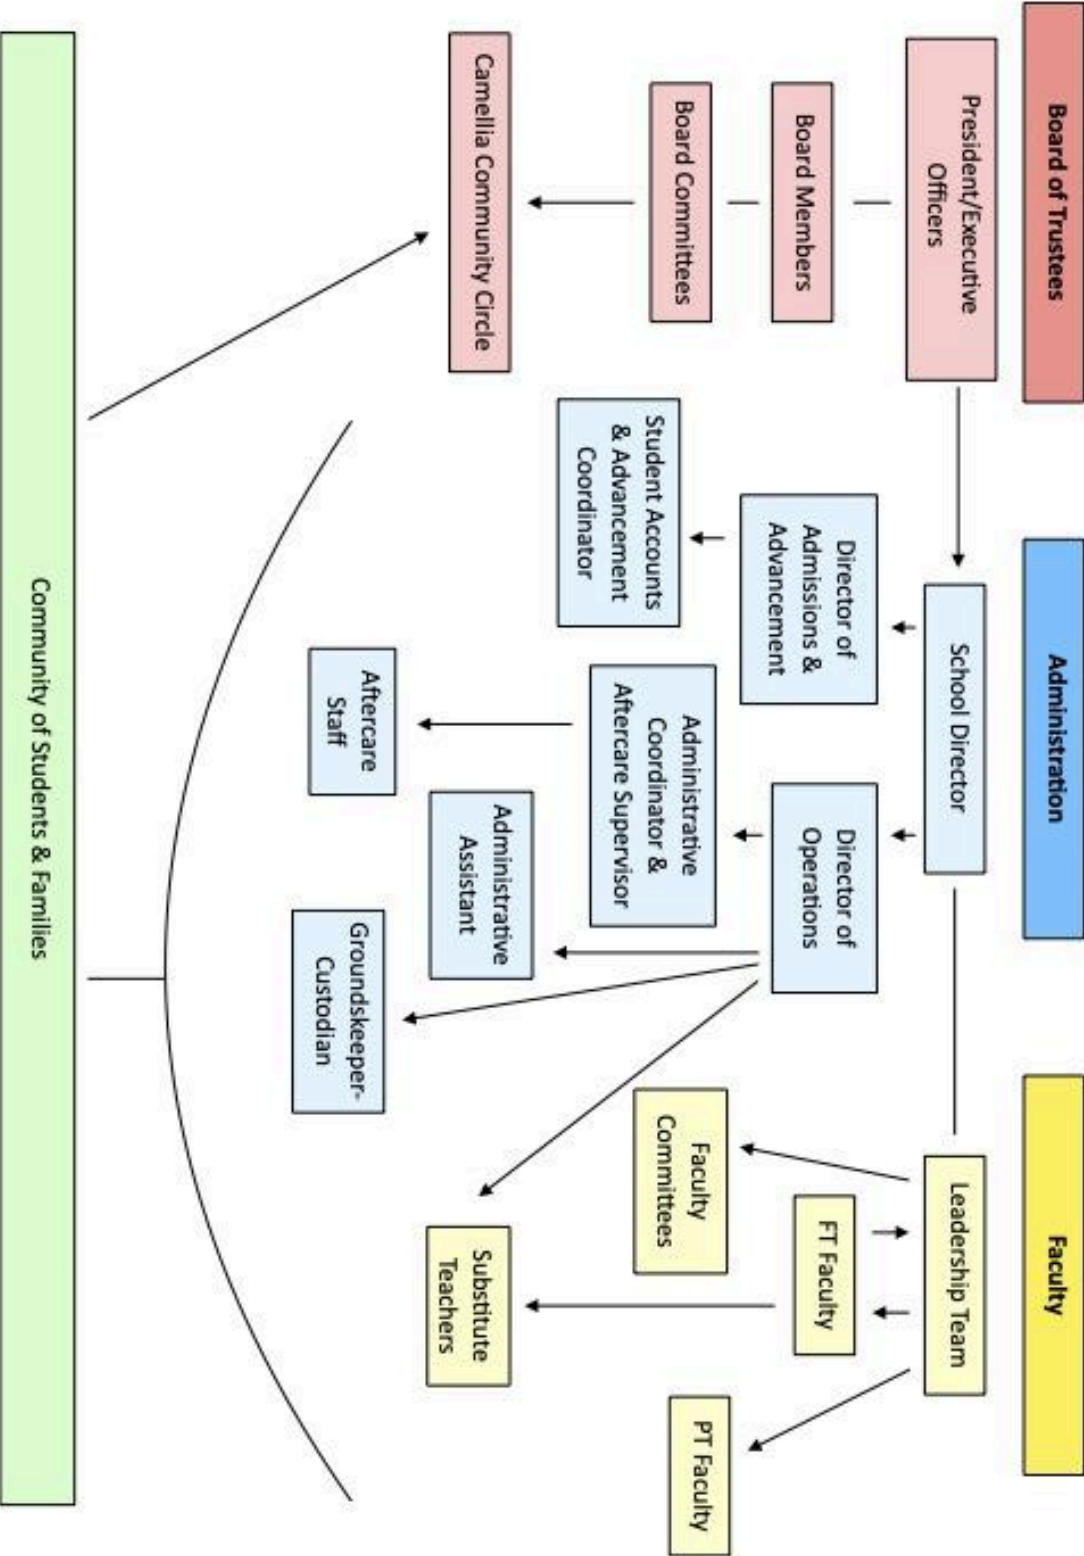 Board of Trustees
Administration
Faculty
President/Executive
Officers
School Director
Leadership Team
Board Members
Director of
Admissions &
Advancement
Director of
Operations
FT Faculty
Board Committees
Student Accounts
& Advancement
Coordinator
Administrative
Coordinator &
Aftercare Supervisor
Faculty
Committees
PT Faculty
Camellia Community Circle
Administrative
Assistant
Substitute
Teachers
Aftercare
Staff
Groundskeeper-
Custodian
Community of Students & Families